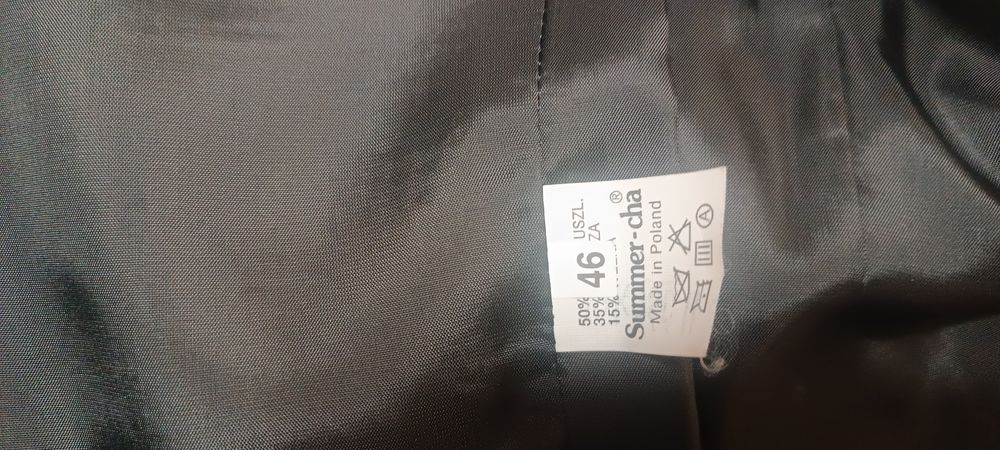 50% USZL.
35% 46 ZA
15%
Summer-cha ®
Made in Poland
A